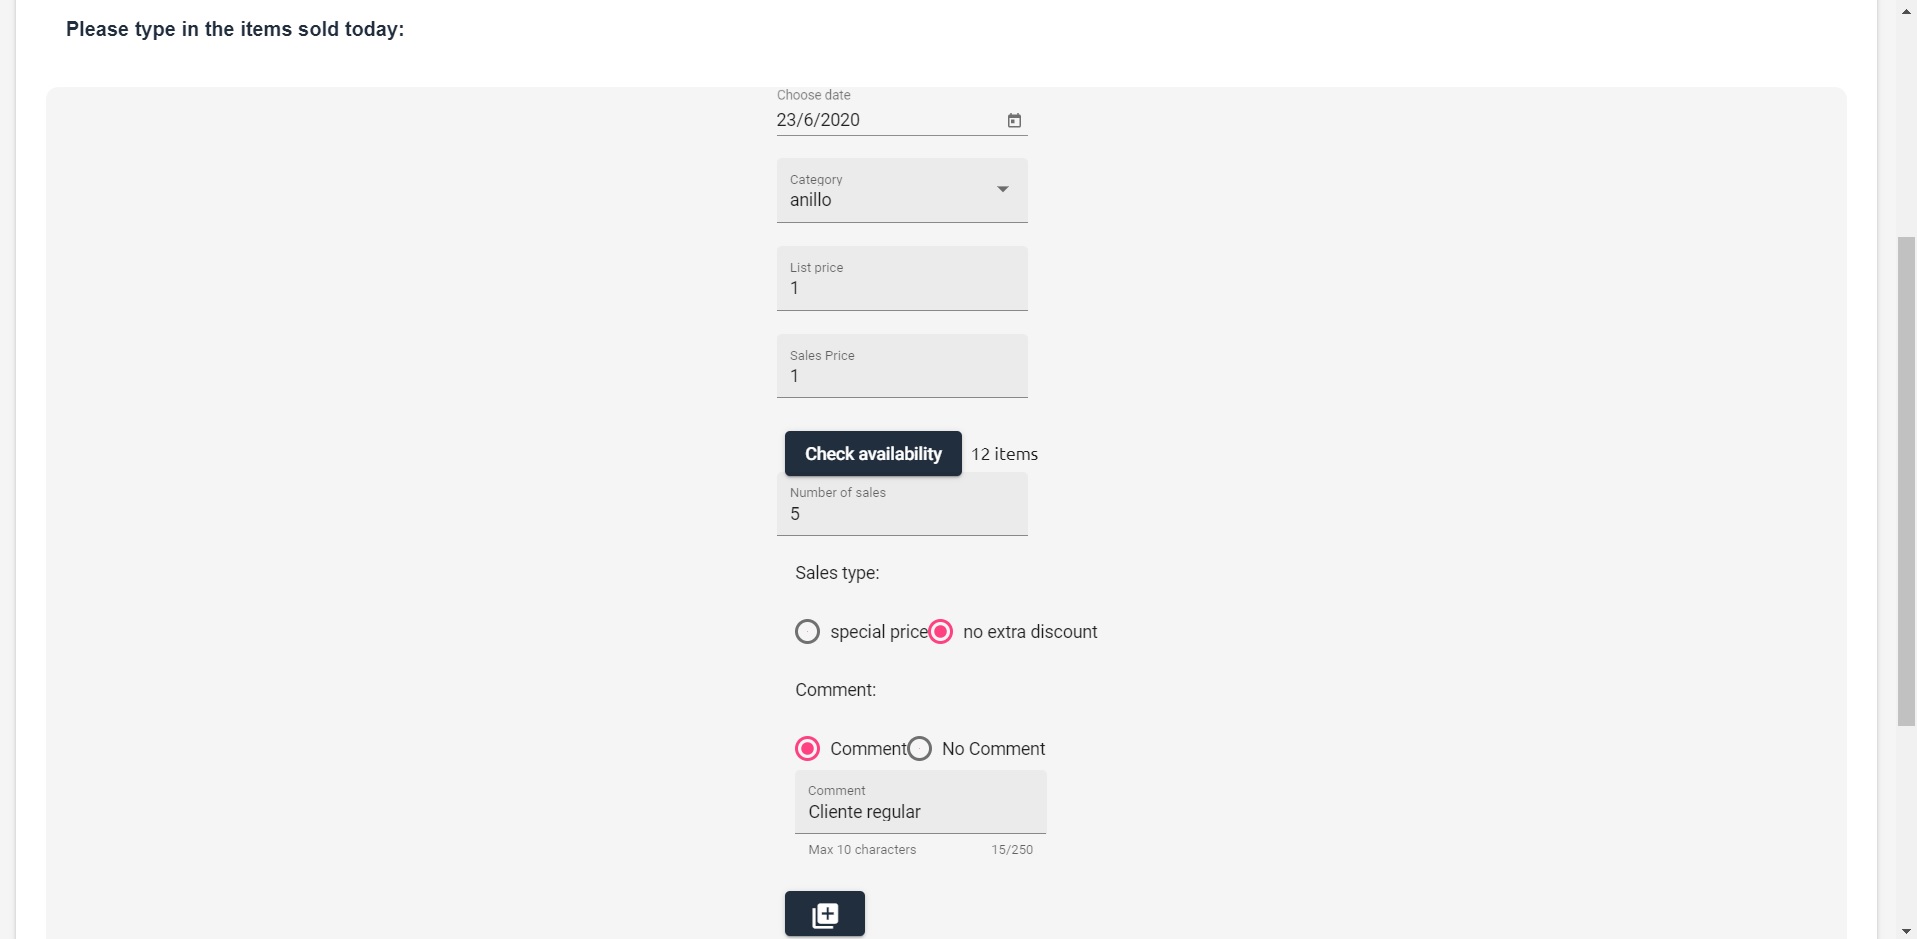 Please type in the items sold today:
Choose date
23/6/2020
Category
anillo
List price
1
Sales Price
1
Check availability 12 items
Number of sales
5
Sales type:
special price no extra discount
Comment:
Comment No Comment
Comment
Cliente regular
Max 10 characters 15/250